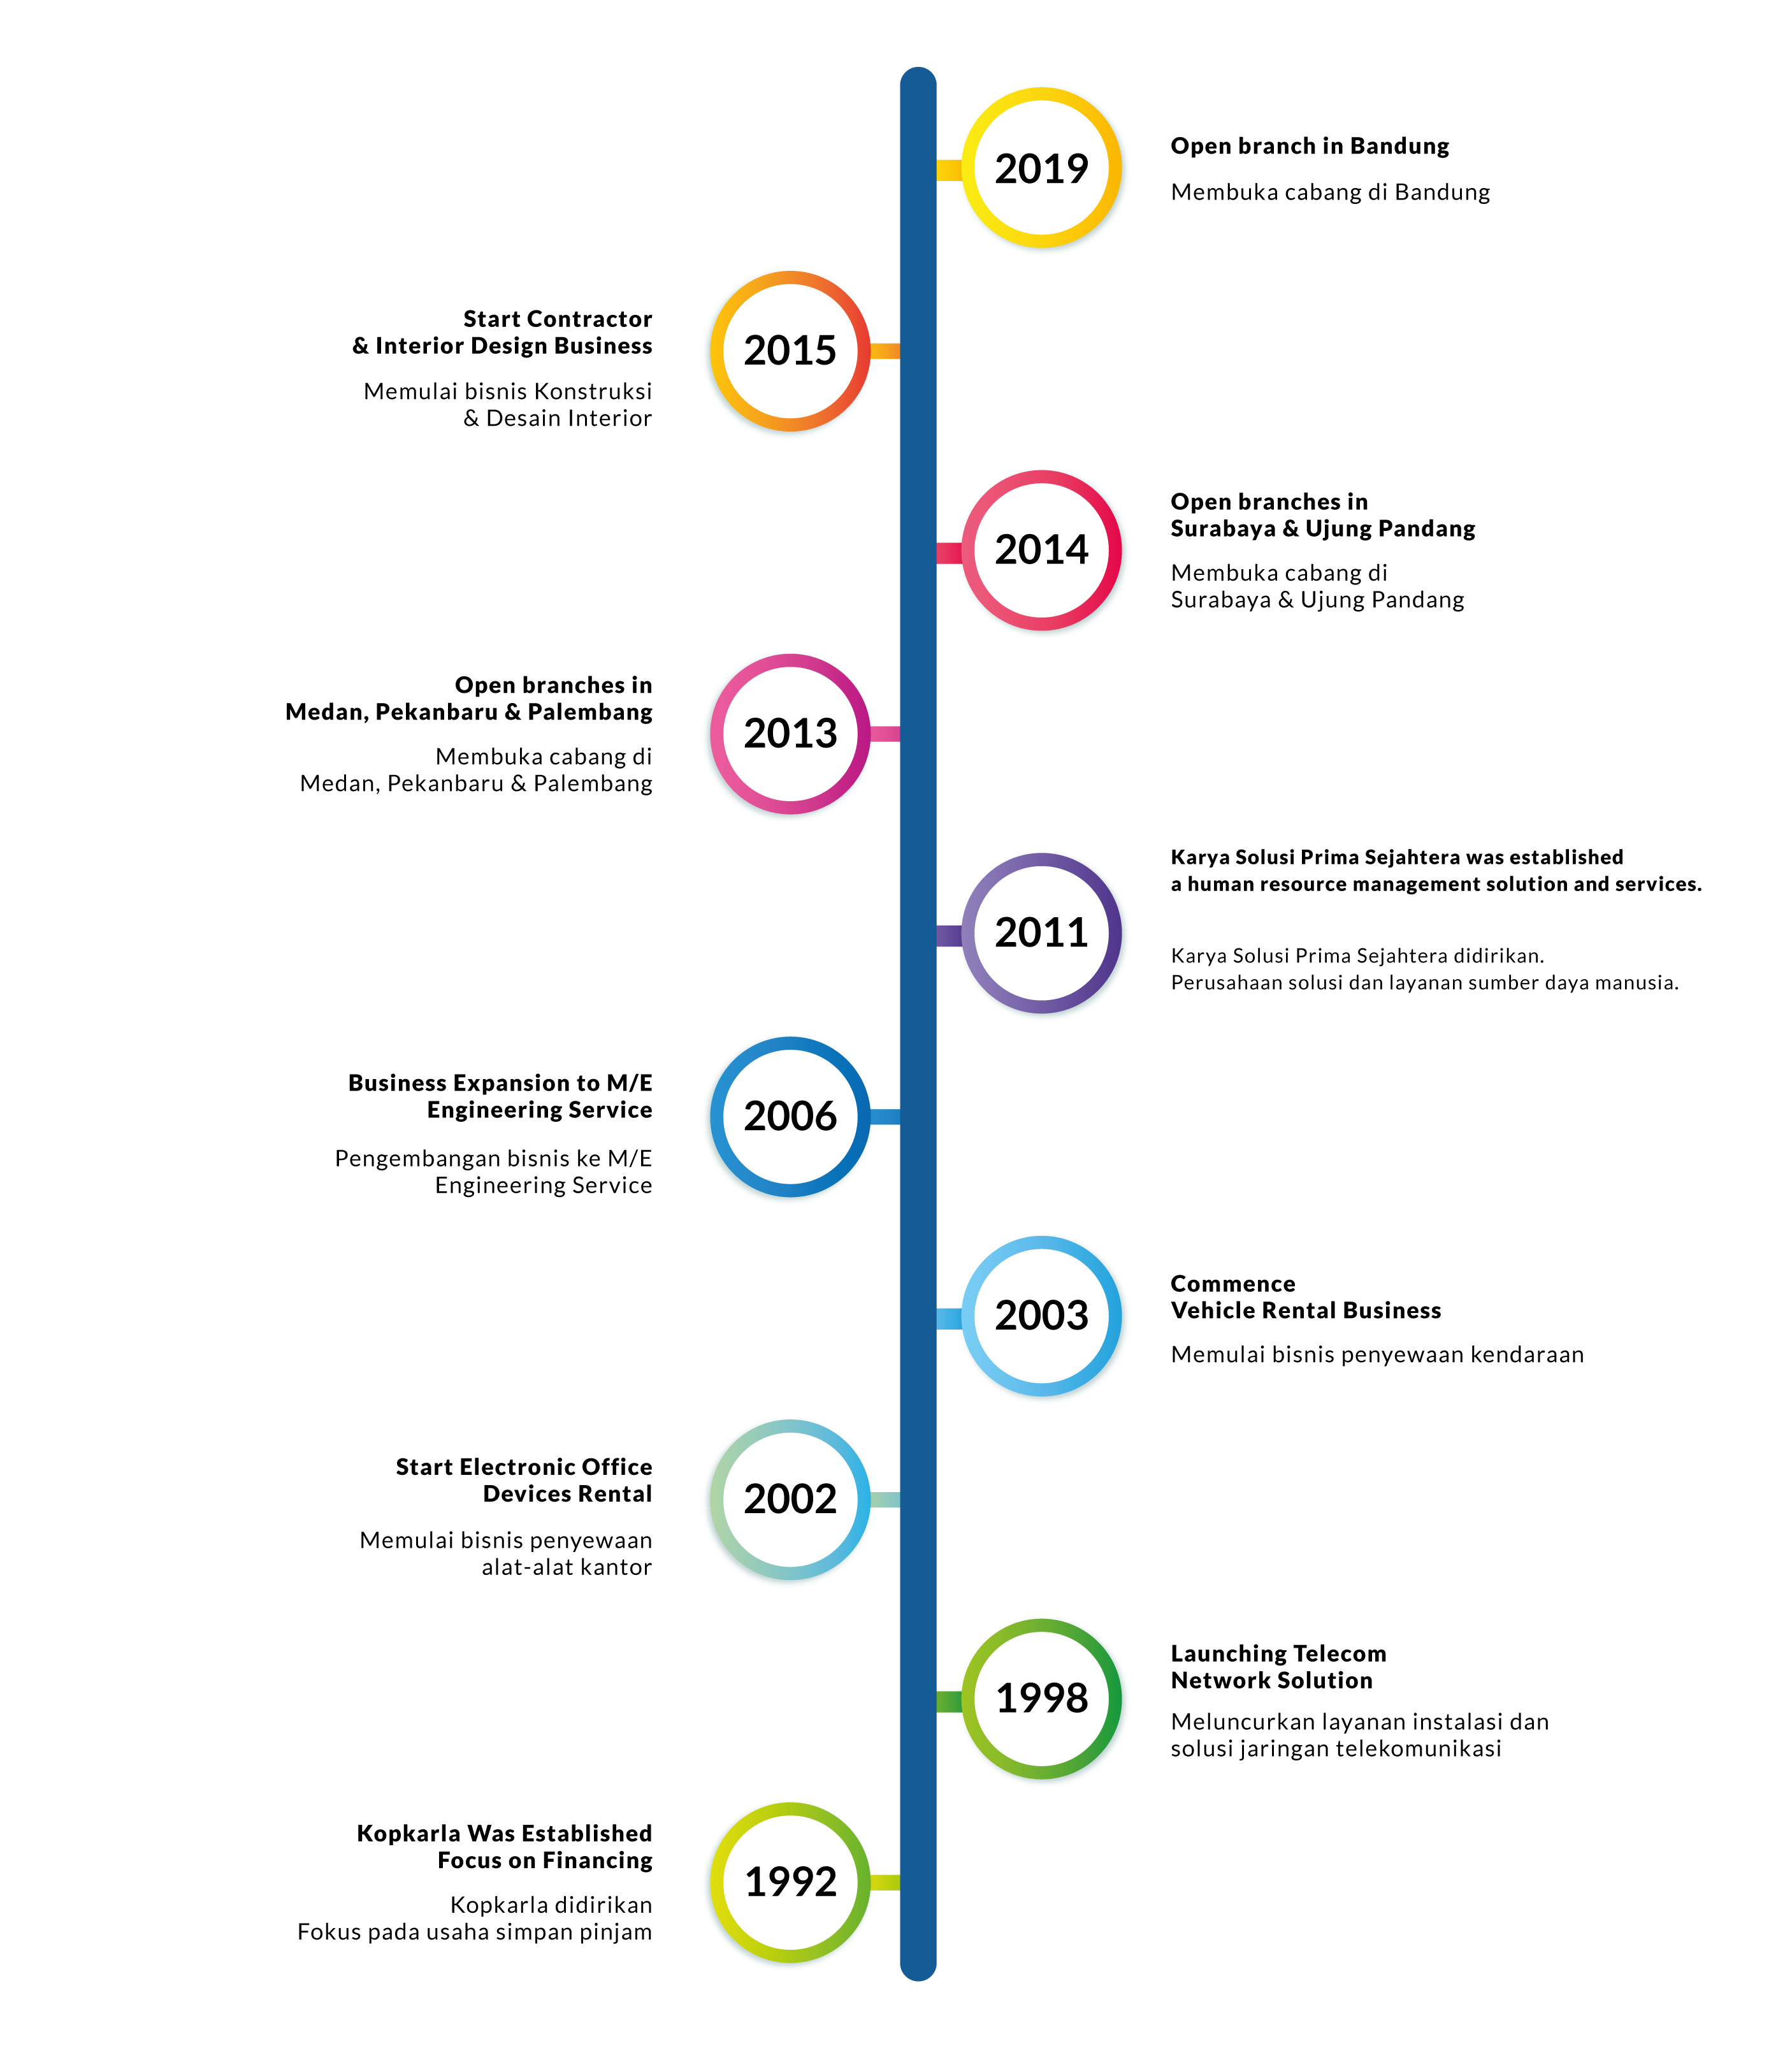 2019
Open branch in Bandung
Membuka cabang di Bandung
Start Contractor
& Interior Design Business
Memulai bisnis Konstruksi
& Desain Interior
2015
2014
Open branches in
Surabaya & Ujung Pandang
Membuka cabang di
Surabaya & Ujung Pandang
Open branches in
Medan, Pekanbaru & Palembang
Membuka cabang di
Medan, Pekanbaru & Palembang
2013
2011
Karya Solusi Prima Sejahtera was established
a human resource management solution and services.
Karya Solusi Prima Sejahtera didirikan.
Perusahaan solusi dan layanan sumber daya manusia.
Business Expansion to M/E
Engineering Service
Pengembangan bisnis ke M/E
Engineering Service
2006
2003
Commence
Vehicle Rental Business
Memulai bisnis penyewaan kendaraan
Start Electronic Office
Devices Rental
Memulai bisnis penyewaan
alat-alat kantor
2002
1998
Launching Telecom
Network Solution
Meluncurkan layanan instalasi dan
solusi jaringan telekomunikasi
Kopkarla Was Established
Focus on Financing
Kopkarla didirikan
Fokus pada usaha simpan pinjam
1992